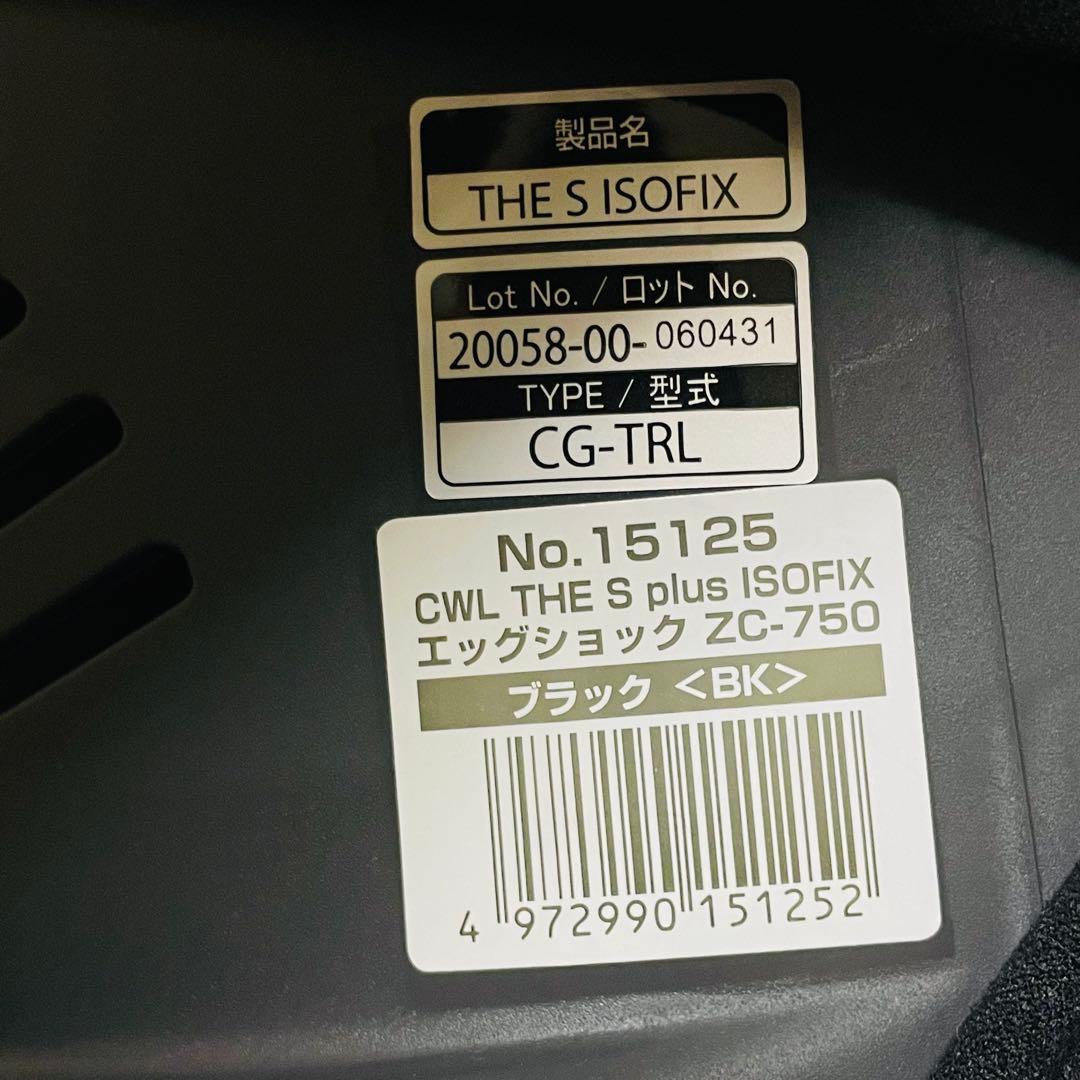 製品名
THE S ISOFIX
Lot No. / ロット No.
20058-00-060431
TYPE / 型式
CG-TRL
No.15125
CWL THE S plus ISOFIX
エッグショック ZC-750
ブラック <BK>
4 972990 151252